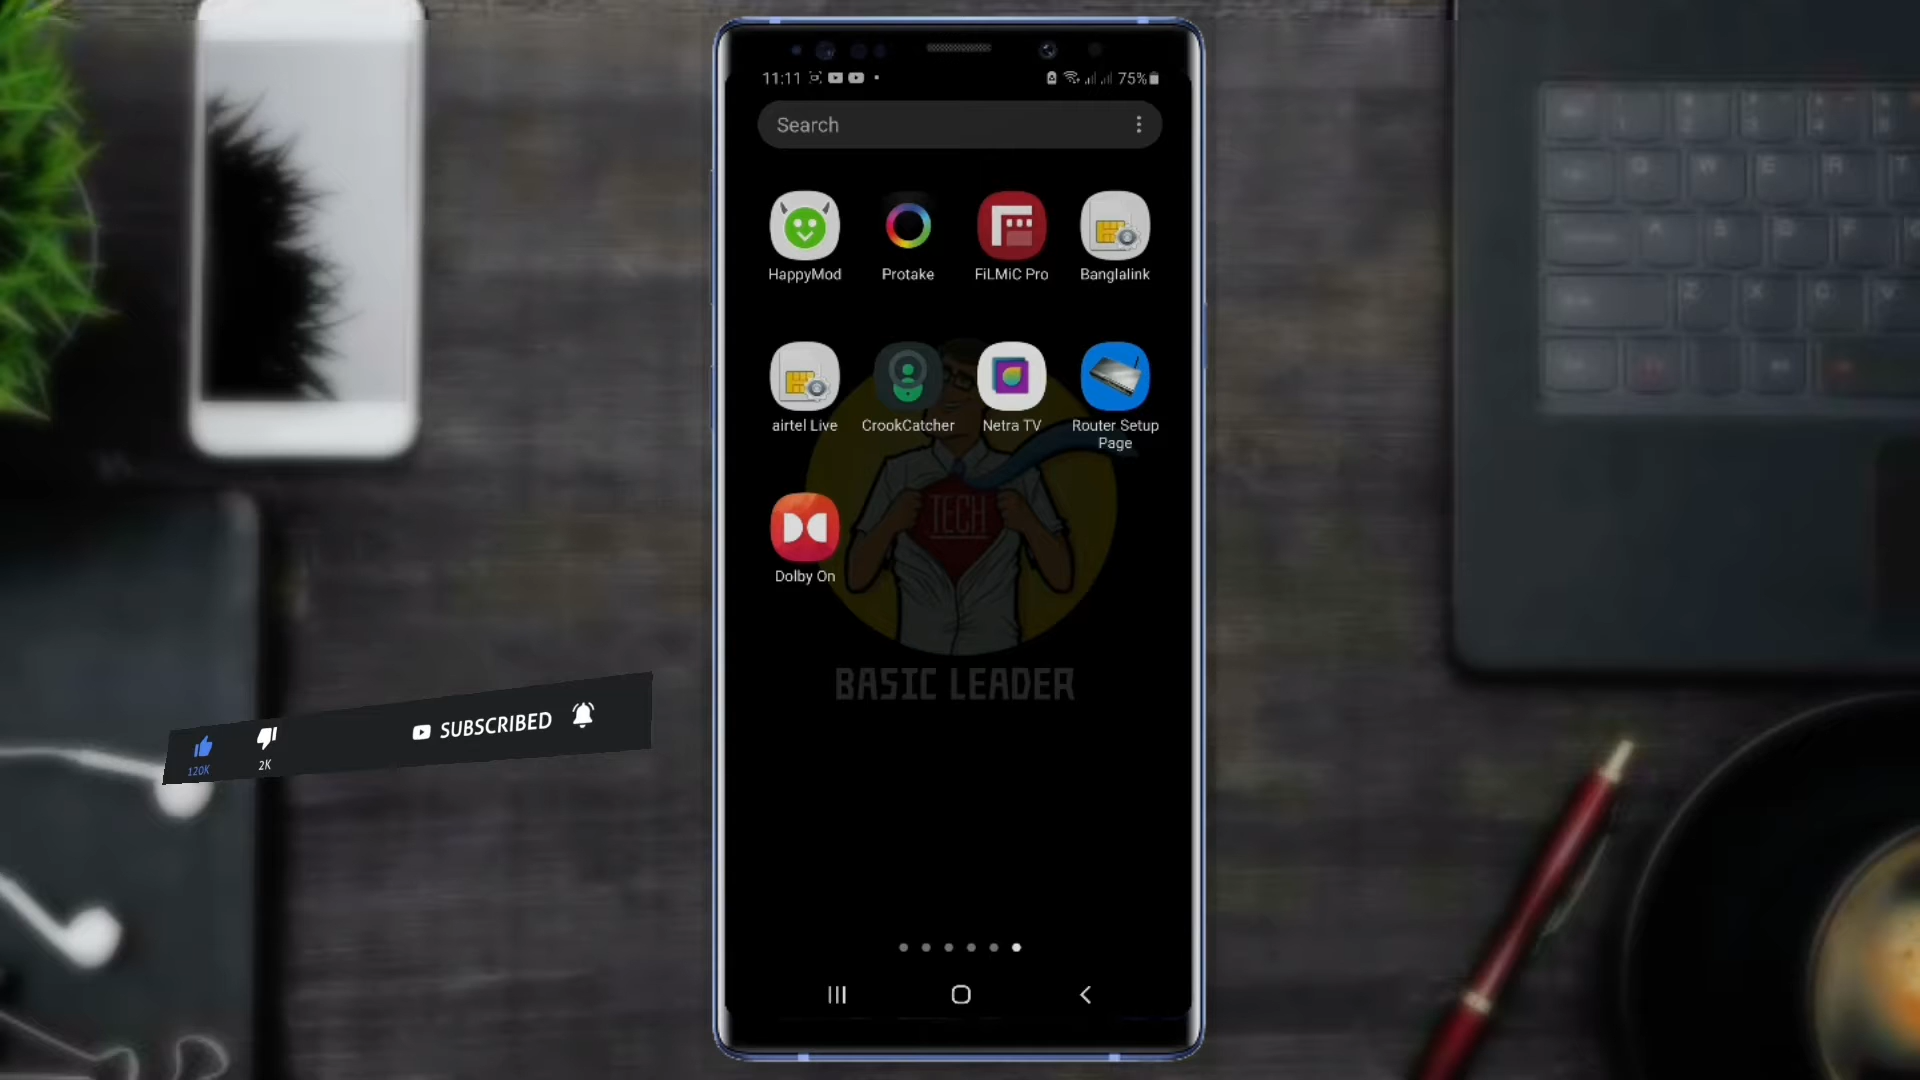 11:11
75%
Search
HappyMod
Protake
FiLMiC Pro
Banglalink
airtel Live
CrookCatcher
Netra TV
Router Setup
Page
Dolby On
TECH
BASIC LEADER
SUBSCRIBED
120K
2K
Q W E R T
A S D F G
Z X C V